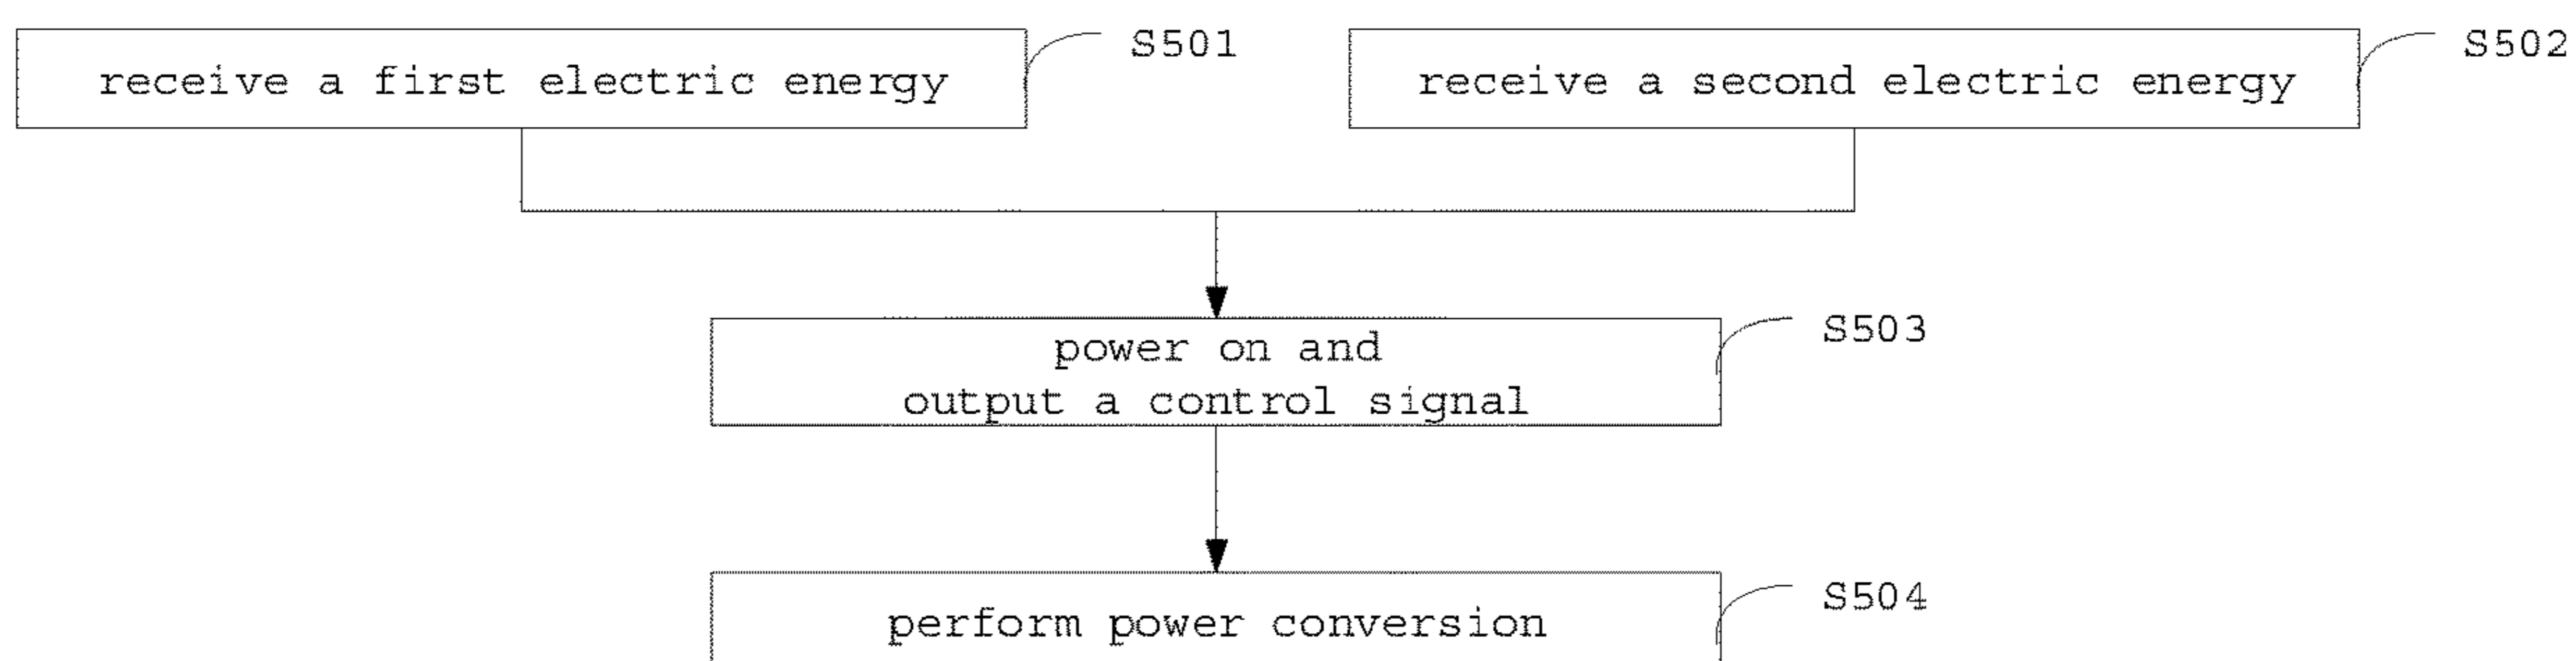 receive a first electric energy
S501
receive a second electric energy
S502
power on and
output a control signal
S503
perform power conversion
S504